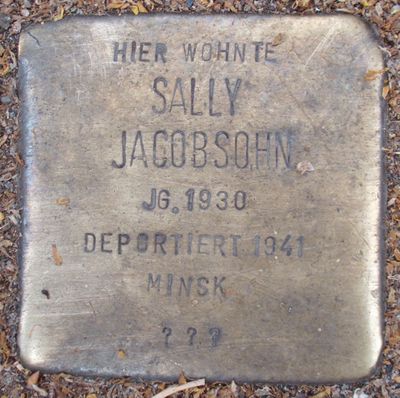 HIER WOHNTE
SALLY
JACOBSOHN
JG. 1930
DEPORTIERT 1941
MINSK
? ? ?